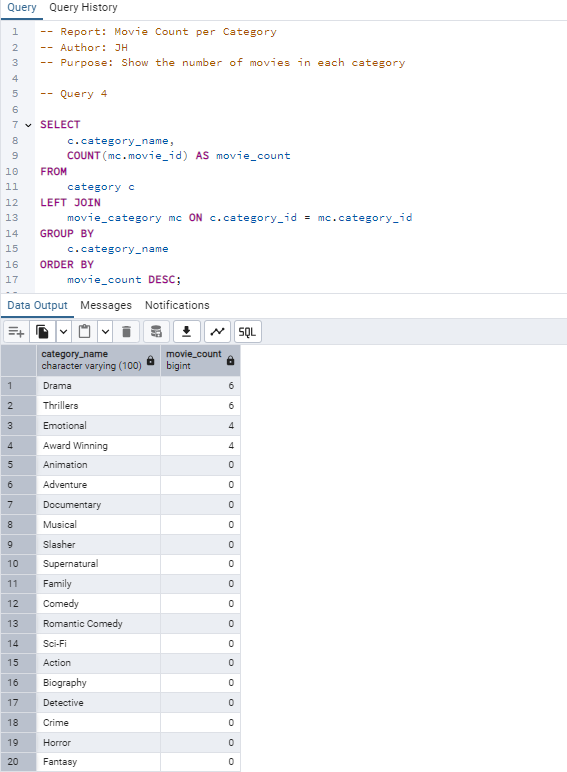 Query Query History
1 -- Report: Movie Count per Category
2 -- Author: JH
3 -- Purpose: Show the number of movies in each category
4
5 -- Query 4
6
7 SELECT
8 c.category_name,
9 COUNT(mc.movie_id) AS movie_count
10 FROM
11 category c
12 LEFT JOIN
13 movie_category mc ON c.category_id = mc.category_id
14 GROUP BY
15 c.category_name
16 ORDER BY
17 movie_count DESC;
Data Output Messages Notifications
SQL
category_name movie_count
character varying (100) bigint
1 Drama 6
2 Thrillers 6
3 Emotional 4
4 Award Winning 4
5 Animation 0
6 Adventure 0
7 Documentary 0
8 Musical 0
9 Slasher 0
10 Supernatural 0
11 Family 0
12 Comedy 0
13 Romantic Comedy 0
14 Sci-Fi 0
15 Action 0
16 Biography 0
17 Detective 0
18 Crime 0
19 Horror 0
20 Fantasy 0